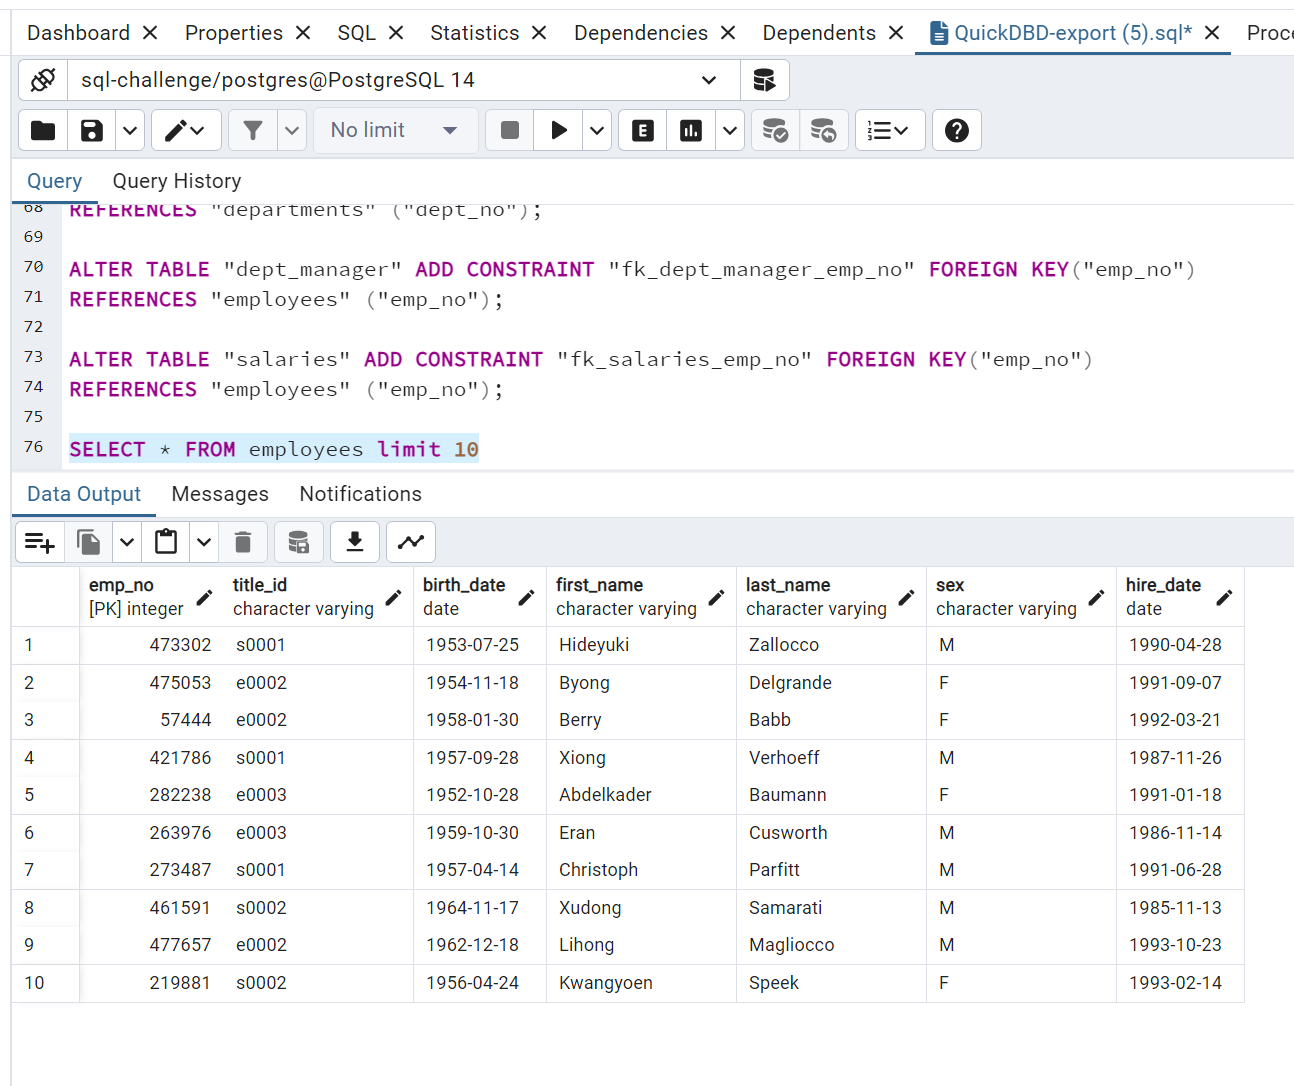 Dashboard Properties SQL Statistics Dependencies Dependents QuickDBD-export (5).sql* Proce
sql-challenge/postgres@PostgreSQL 14
No limit E
Query Query History
68 REFERENCES "departments" ("dept_no");
69
70 ALTER TABLE "dept_manager" ADD CONSTRAINT "fk_dept_manager_emp_no" FOREIGN KEY("emp_no")
71 REFERENCES "employees" ("emp_no");
72
73 ALTER TABLE "salaries" ADD CONSTRAINT "fk_salaries_emp_no" FOREIGN KEY("emp_no")
74 REFERENCES "employees" ("emp_no");
75
76 SELECT * FROM employees limit 10
Data Output Messages Notifications
emp_no title_id birth_date first_name last_name sex hire_date
[PK] integer character varying date character varying character varying character varying date
1 473302 s0001 1953-07-25 Hideyuki Zallocco M 1990-04-28
2 475053 e0002 1954-11-18 Byong Delgrande F 1991-09-07
3 57444 e0002 1958-01-30 Berry Babb F 1992-03-21
4 421786 s0001 1957-09-28 Xiong Verhoeff M 1987-11-26
5 282238 e0003 1952-10-28 Abdelkader Baumann F 1991-01-18
6 263976 e0003 1959-10-30 Eran Cusworth M 1986-11-14
7 273487 s0001 1957-04-14 Christoph Parfitt M 1991-06-28
8 461591 s0002 1964-11-17 Xudong Samarati M 1985-11-13
9 477657 e0002 1962-12-18 Lihong Magliocco M 1993-10-23
10 219881 s0002 1956-04-24 Kwangyoen Speek F 1993-02-14